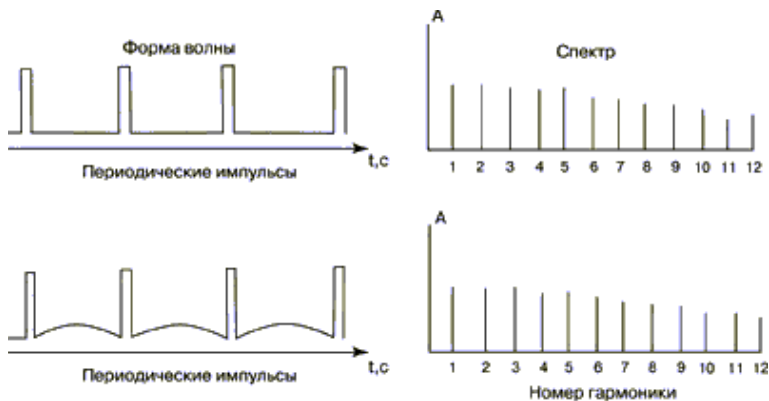 Форма волны
A
Спектр
t,c
1 2 3 4 5 6 7 8 9 10 11 12
Периодические импульсы
A
t,c
1 2 3 4 5 6 7 8 9 10 11 12
Периодические импульсы
Номер гармоники